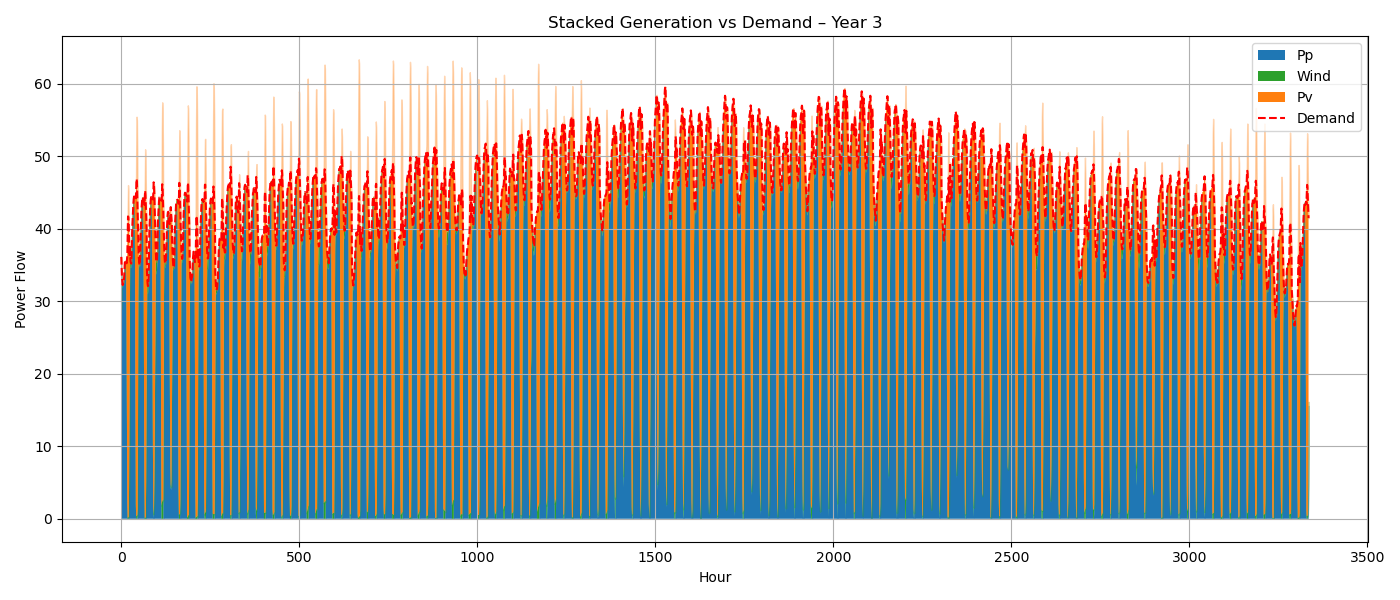 Stacked Generation vs Demand – Year 3
Pp
Wind
Pv
Demand
Power Flow
60
50
40
30
20
10
0
0 500 1000 1500 2000 2500 3000 3500
Hour